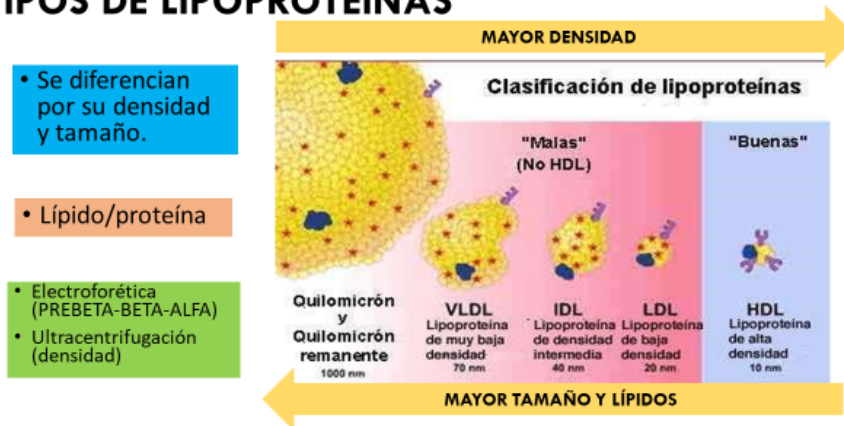 IPOS DE LIPOPROTEINAS
MAYOR DENSIDAD
• Se diferencian
por su densidad
y tamaño.
• Lípido/proteína
• Electroforética
(PREBETA-BETA-ALFA)
• Ultracentrifugación
(densidad)
Clasificación de lipoproteínas
"Malas"
(No HDL)
"Buenas"
Quilomicrón
y
Quilomicrón
remanente
1000 nm
VLDL
Lipoproteína
de muy baja
densidad
70 nm
IDL
Lipoproteína
de densidad
intermedia
40 nm
LDL
Lipoproteína
de baja
densidad
20 nm
HDL
Lipoproteína
de alta
densidad
10 nm
MAYOR TAMAÑO Y LÍPIDOS